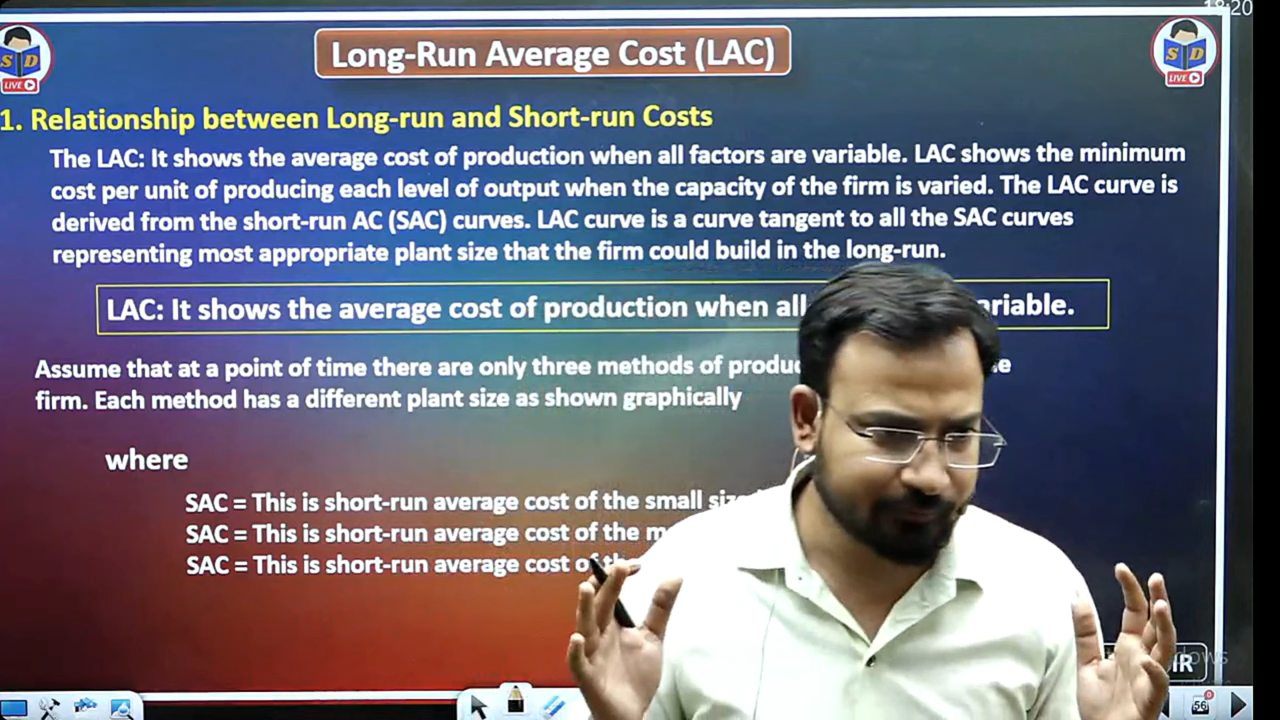 18:20
S D
LIVE
Long-Run Average Cost (LAC)
S D
LIVE
1. Relationship between Long-run and Short-run Costs
The LAC: It shows the average cost of production when all factors are variable. LAC shows the minimum
cost per unit of producing each level of output when the capacity of the firm is varied. The LAC curve is
derived from the short-run AC (SAC) curves. LAC curve is a curve tangent to all the SAC curves
representing most appropriate plant size that the firm could build in the long-run.
LAC: It shows the average cost of production when all
Assume that at a point of time there are only three methods of
firm. Each method has a different plant size as shown graphically
where
SAC = This is short-run average cost of the small
SAC = This is short-run average cost of the
SAC = This is short-run average cost of
56